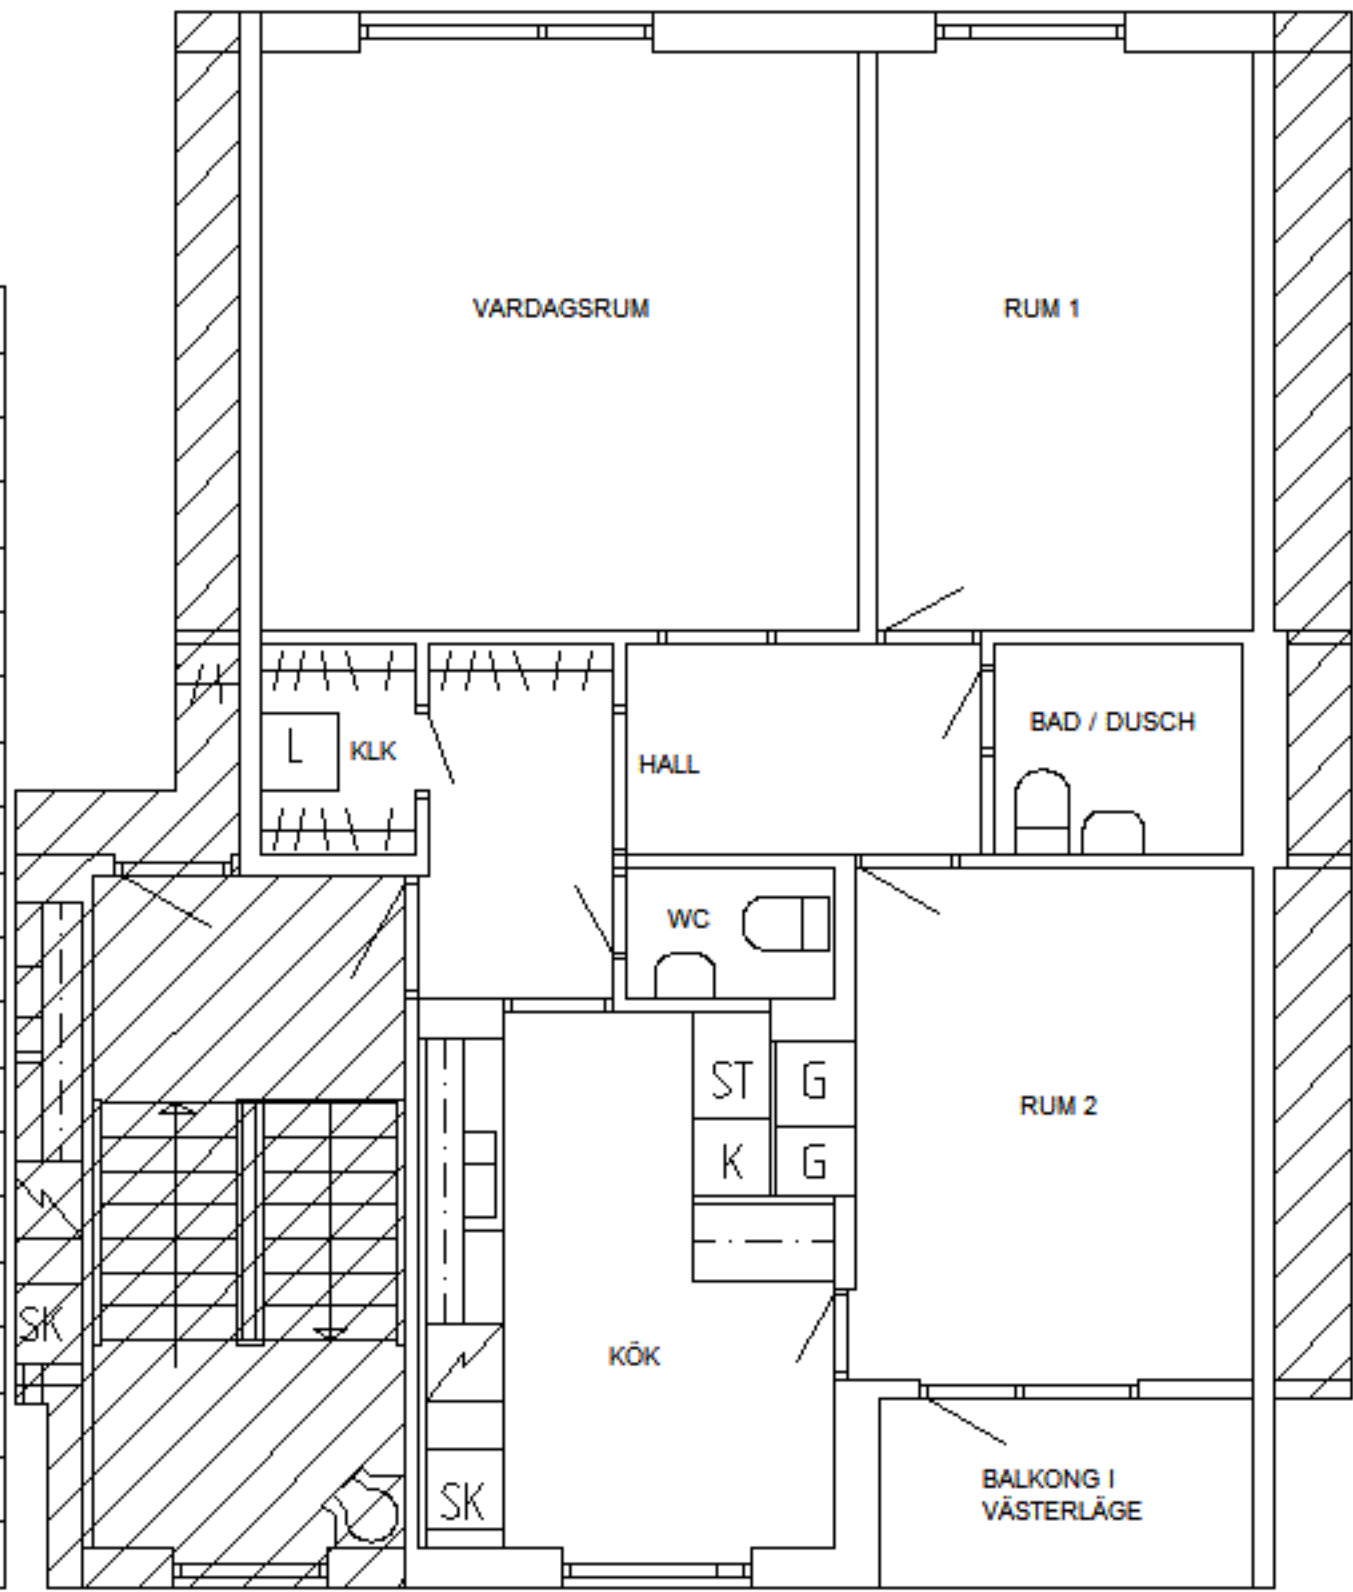 VARDAGSRUM
RUM 1
L
KLK
HALL
BAD / DUSCH
WC
ST
G
K
G
RUM 2
SK
KÖK
SK
BALKONG I
VÄSTERLÄGE